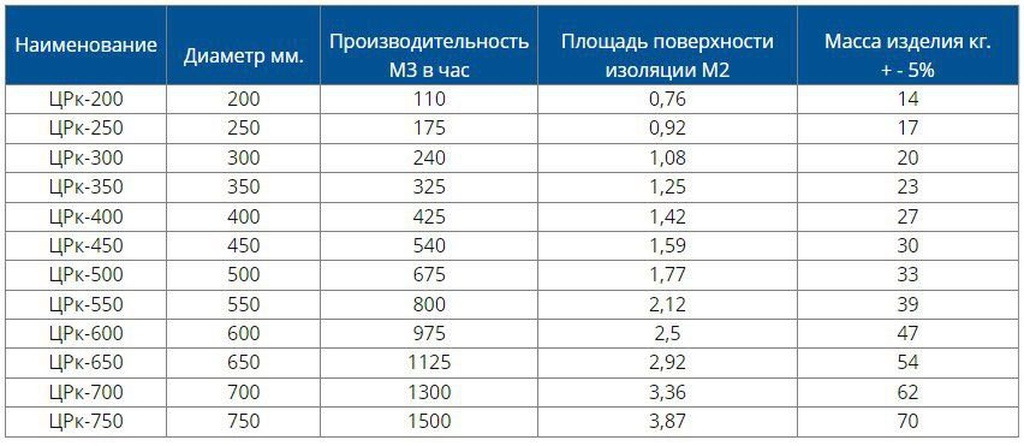 Наименование Диаметр мм. Производительность М3 в час Площадь поверхности изоляции М2 Масса изделия кг. + - 5%
ЦРк-200 200 110 0,76 14
ЦРк-250 250 175 0,92 17
ЦРк-300 300 240 1,08 20
ЦРк-350 350 325 1,25 23
ЦРк-400 400 425 1,42 27
ЦРк-450 450 540 1,59 30
ЦРк-500 500 675 1,77 33
ЦРк-550 550 800 2,12 39
ЦРк-600 600 975 2,5 47
ЦРк-650 650 1125 2,92 54
ЦРк-700 700 1300 3,36 62
ЦРк-750 750 1500 3,87 70